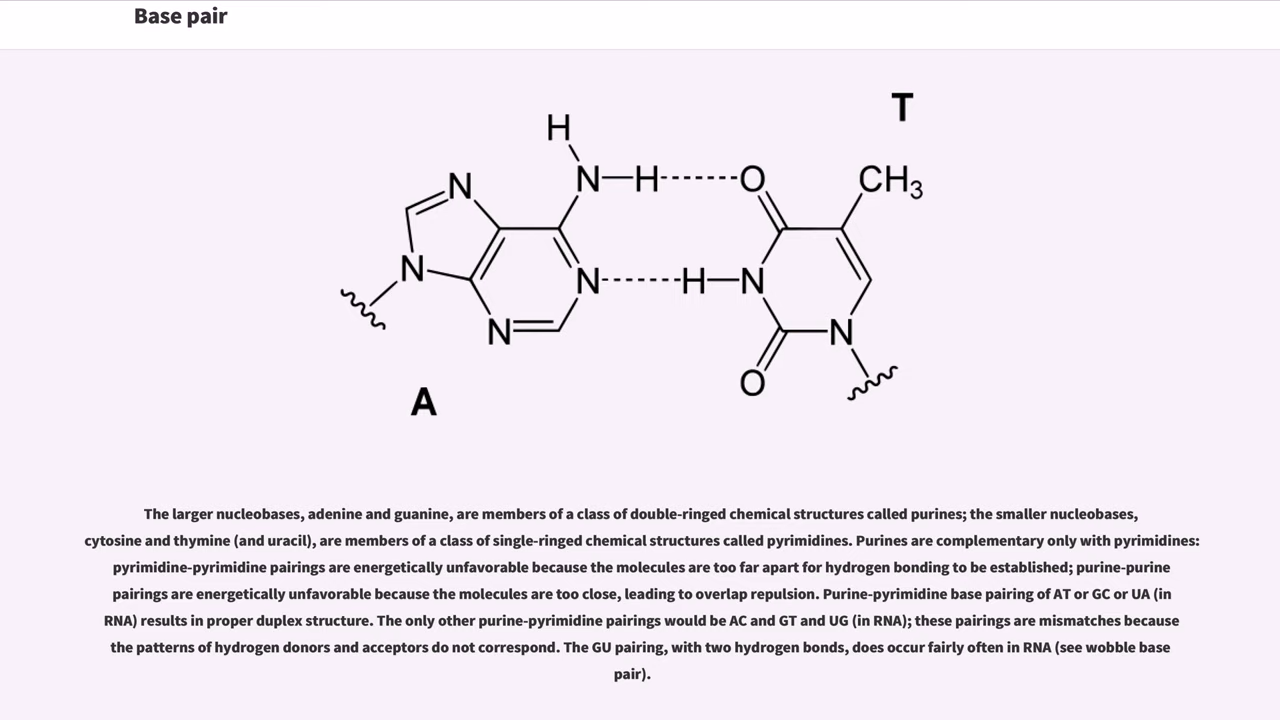 Base pair
T
H
N H O CH3
N
N
N H N
N N
O
A
The larger nucleobases, adenine and guanine, are members of a class of double-ringed chemical structures called purines; the smaller nucleobases,
cytosine and thymine (and uracil), are members of a class of single-ringed chemical structures called pyrimidines. Purines are complementary only with pyrimidines:
pyrimidine-pyrimidine pairings are energetically unfavorable because the molecules are too far apart for hydrogen bonding to be established; purine-purine
pairings are energetically unfavorable because the molecules are too close, leading to overlap repulsion. Purine-pyrimidine base pairing of AT or GC or UA (in
RNA) results in proper duplex structure. The only other purine-pyrimidine pairings would be AC and GT and UG (in RNA); these pairings are mismatches because
the patterns of hydrogen donors and acceptors do not correspond. The GU pairing, with two hydrogen bonds, does occur fairly often in RNA (see wobble base
pair).